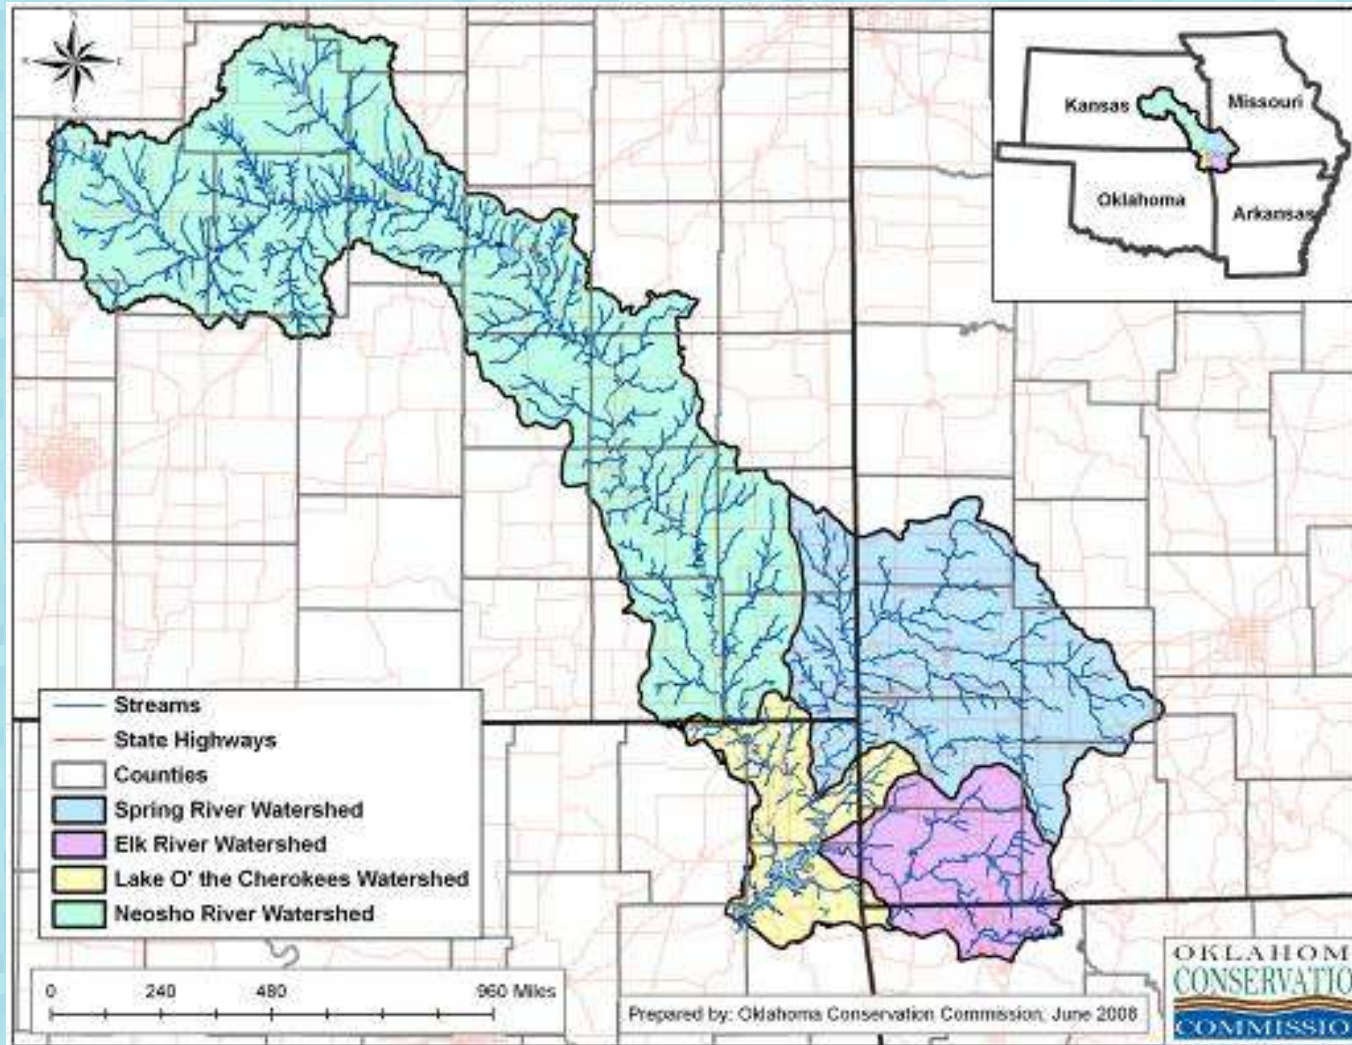 Kansas
Missouri
Oklahoma
Arkansas
Streams
State Highways
Counties
Spring River Watershed
Elk River Watershed
Lake O' the Cherokees Watershed
Neosho River Watershed
0 240 480 960 Miles
Prepared by: Oklahoma Conservation Commission, June 2008
OKLAHOM
CONSERVATIO
COMMISSIO